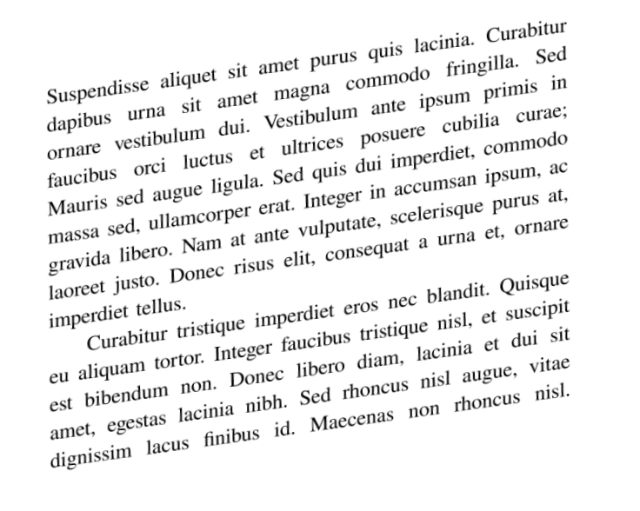 Suspendisse aliquet sit amet purus quis lacinia. Curabitur
dapibus urna sit amet magna commodo fringilla. Sed
ornare vestibulum dui. Vestibulum ante ipsum primis in
faucibus orci luctus et ultrices posuere cubilia curae;
Mauris sed augue ligula. Sed quis dui imperdiet, commodo
massa sed, ullamcorper erat. Integer in accumsan ipsum, ac
gravida libero. Nam at ante vulputate, scelerisque purus at,
laoreet justo. Donec risus elit, consequat a urna et, ornare
imperdiet tellus.
Curabitur tristique imperdiet eros nec blandit. Quisque
eu aliquam tortor. Integer faucibus tristique nisl, et suscipit
est bibendum non. Donec libero diam, lacinia et dui sit
amet, egestas lacinia nibh. Sed rhoncus nisl augue, vitae
dignissim lacus finibus id. Maecenas non rhoncus nisl.